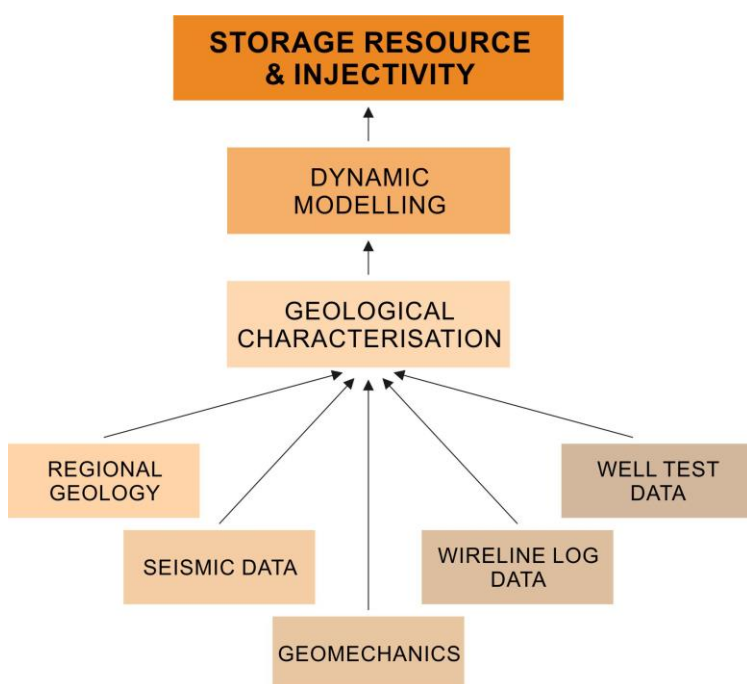 STORAGE RESOURCE
& INJECTIVITY
DYNAMIC
MODELLING
GEOLOGICAL
CHARACTERISATION
REGIONAL
GEOLOGY
WELL TEST
DATA
SEISMIC DATA
WIRELINE LOG
DATA
GEOMECHANICS